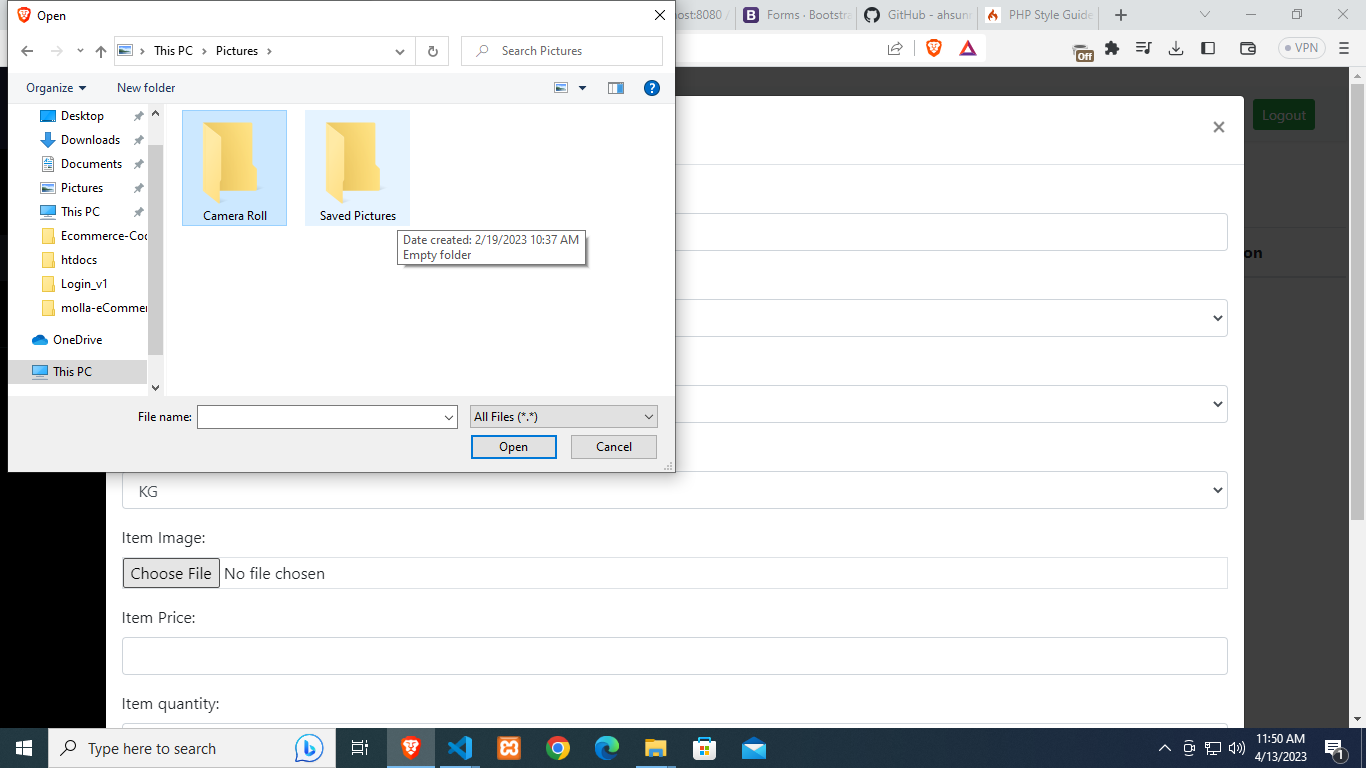 Open
ost:8080 /
Forms · Bootstra
GitHub - ahsunn
PHP Style Guide
This PC
Pictures
Search Pictures
Off
VPN
Organize
New folder
Desktop
Downloads
Documents
Pictures
This PC
Ecommerce-Coc
htdocs
Login_v1
molla-eCommer
OneDrive
This PC
Camera Roll
Saved Pictures
Date created: 2/19/2023 10:37 AM
Empty folder
Logout
on
File name:
All Files (*.*)
Open
Cancel
KG
Item Image:
Choose File No file chosen
Item Price:
Item quantity:
Type here to search
11:50 AM
4/13/2023
1